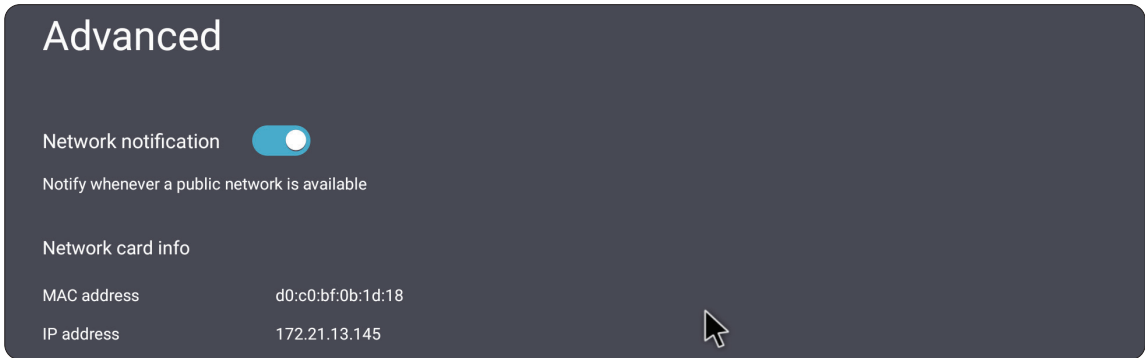 Advanced
Network notification
Notify whenever a public network is available
Network card info
MAC address d0:c0:bf:0b:1d:18
IP address 172.21.13.145